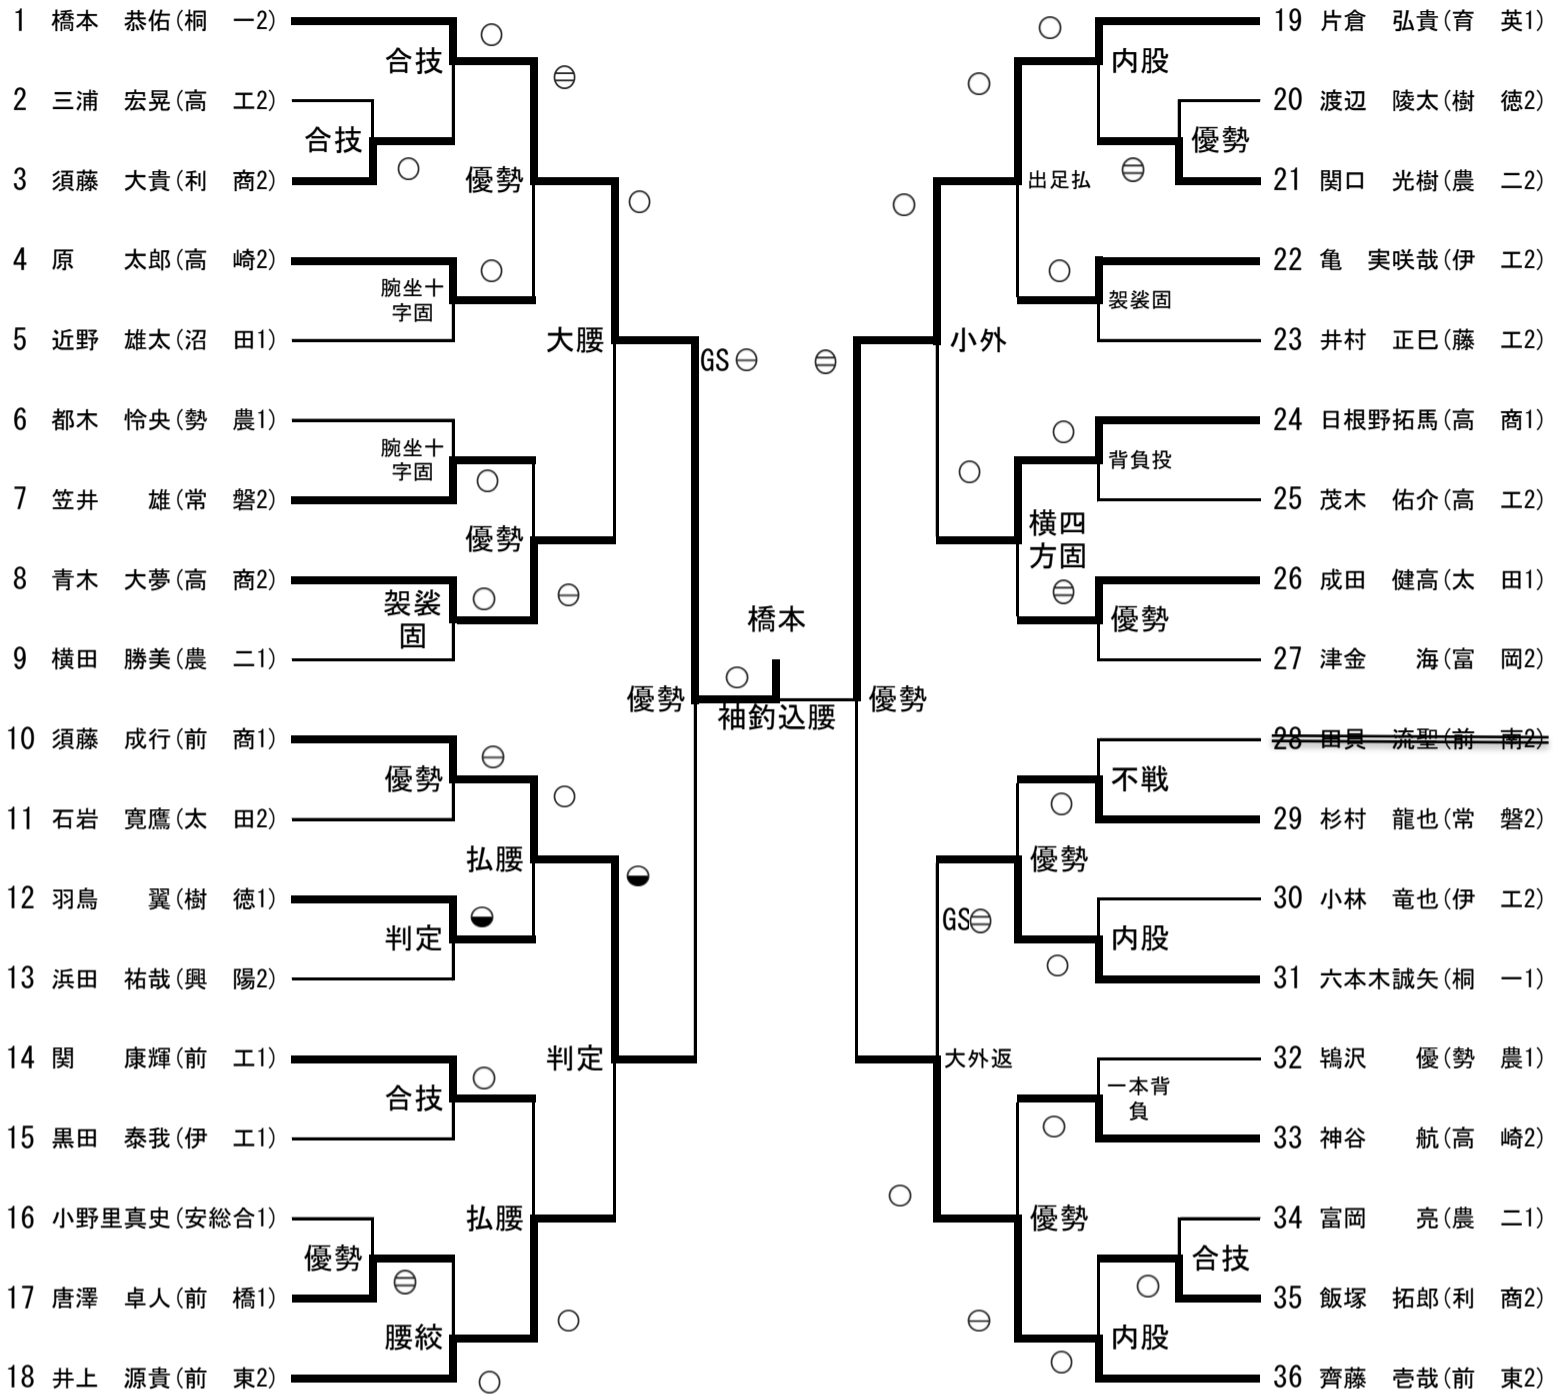 1 橋本 恭佑(桐 一2)
2 三浦 宏晃(高 工2)
3 須藤 大貴(利 商2)
4 原 太郎(高 崎2)
5 近野 雄太(沼 田1)
6 都木 怜央(勢 農1)
7 笠井 雄(常 磐2)
8 青木 大夢(高 商2)
9 横田 勝美(農 二1)
10 須藤 成行(前 商1)
11 石岩 寛鷹(太 田2)
12 羽鳥 翼(樹 徳1)
13 浜田 祐哉(興 陽2)
14 関 康輝(前 工1)
15 黒田 泰我(伊 工1)
16 小野里真史(安総合1)
17 唐澤 卓人(前 橋1)
18 井上 源貴(前 東2)
合技
合技
腕坐十
字固
腕坐十
字固
袈裟
固
優勢
判定
合技
優勢
腰絞
優勢
優勢
払腰
払腰
大腰
判定
優勢
GS
橋本
袖釣込腰
優勢
小外
大外返
GS
出足払
横四
方固
優勢
優勢
内股
優勢
袈裟固
背負投
優勢
不戦
内股
一本背
負
合技
内股
19 片倉 弘貴(育 英1)
20 渡辺 陵太(樹 徳2)
21 関口 光樹(農 二2)
22 亀 実咲哉(伊 工2)
23 井村 正巳(藤 工2)
24 日根野拓馬(高 商1)
25 茂木 佑介(高 工2)
26 成田 健高(太 田1)
27 津金 海(富 岡2)
28 田貝 流聖(前 南2)
29 杉村 龍也(常 磐2)
30 小林 竜也(伊 工2)
31 六本木誠矢(桐 一1)
32 鴇沢 優(勢 農1)
33 神谷 航(高 崎2)
34 富岡 亮(農 二1)
35 飯塚 拓郎(利 商2)
36 齊藤 壱哉(前 東2)